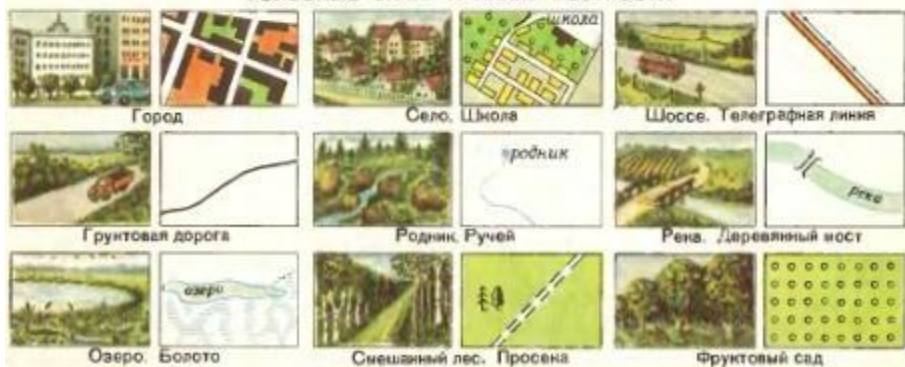 школа
Город
Село. Школа
Шоссе. Телеграфная линия
родник
река
Грунтовая дорога
Родник. Ручей
Река. Деревянный мост
озеро
Озеро. Болото
Смешанный лес. Просека
Фруктовый сад